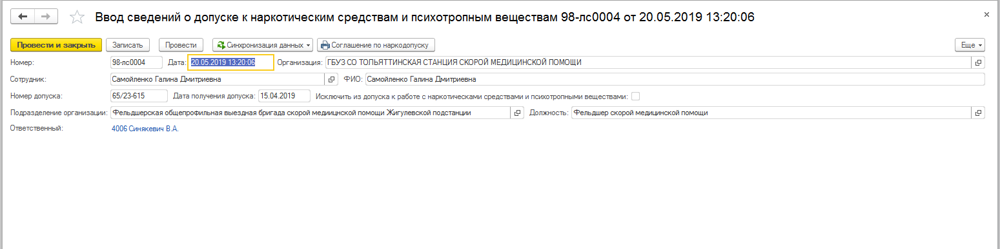 Ввод сведений о допуске к наркотическим средствам и психотропным веществам 98-лс0004 от 20.05.2019 13:20:06
Провести и закрыть Записать Провести Синхронизация данных Соглашение по наркодопуску Еще
Номер: 98-лс0004 Дата: 20.05.2019 13:20:06 Организация: ГБУЗ СО ТОЛЬЯТТИНСКАЯ СТАНЦИЯ СКОРОЙ МЕДИЦИНСКОЙ ПОМОЩИ
Сотрудник: Самойленко Галина Дмитриевна ФИО: Самойленко Галина Дмитриевна
Номер допуска: 65/23-615 Дата получения допуска: 15.04.2019 Исключить из допуска к работе с наркотическами средствами и психотропными веществами:
Подразделение организации: Фельдшерская общепрофильная выездная бригада скорой медиицнской помощи Жигулевской подстанции Должность: Фельдшер скорой медицинской помощи
Ответственный: 4006 Синякевич В.А.